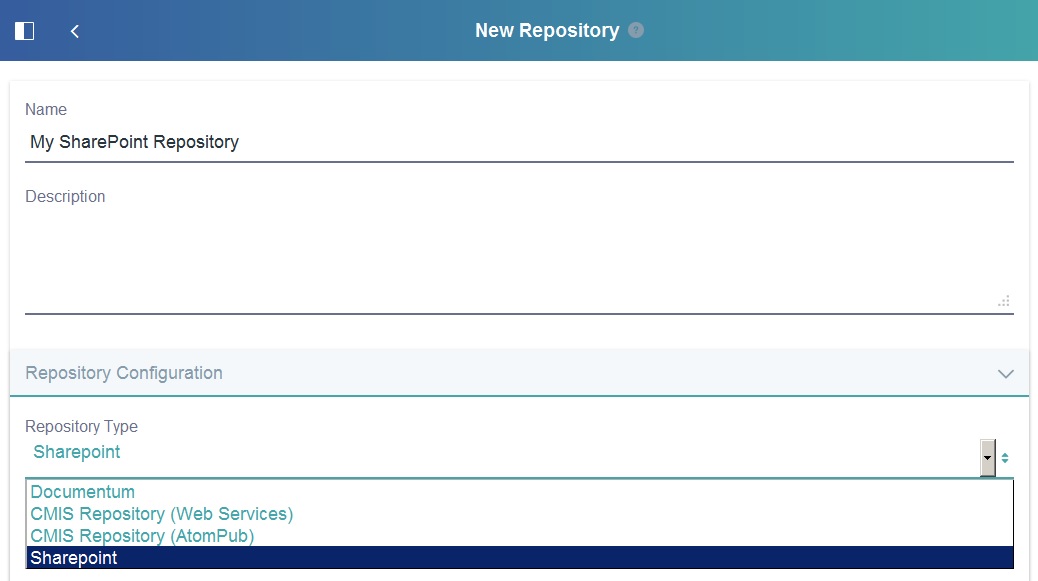 New Repository ?
Name
My SharePoint Repository
Description
Repository Configuration
Repository Type
Sharepoint
Documentum
CMIS Repository (Web Services)
CMIS Repository (AtomPub)
Sharepoint